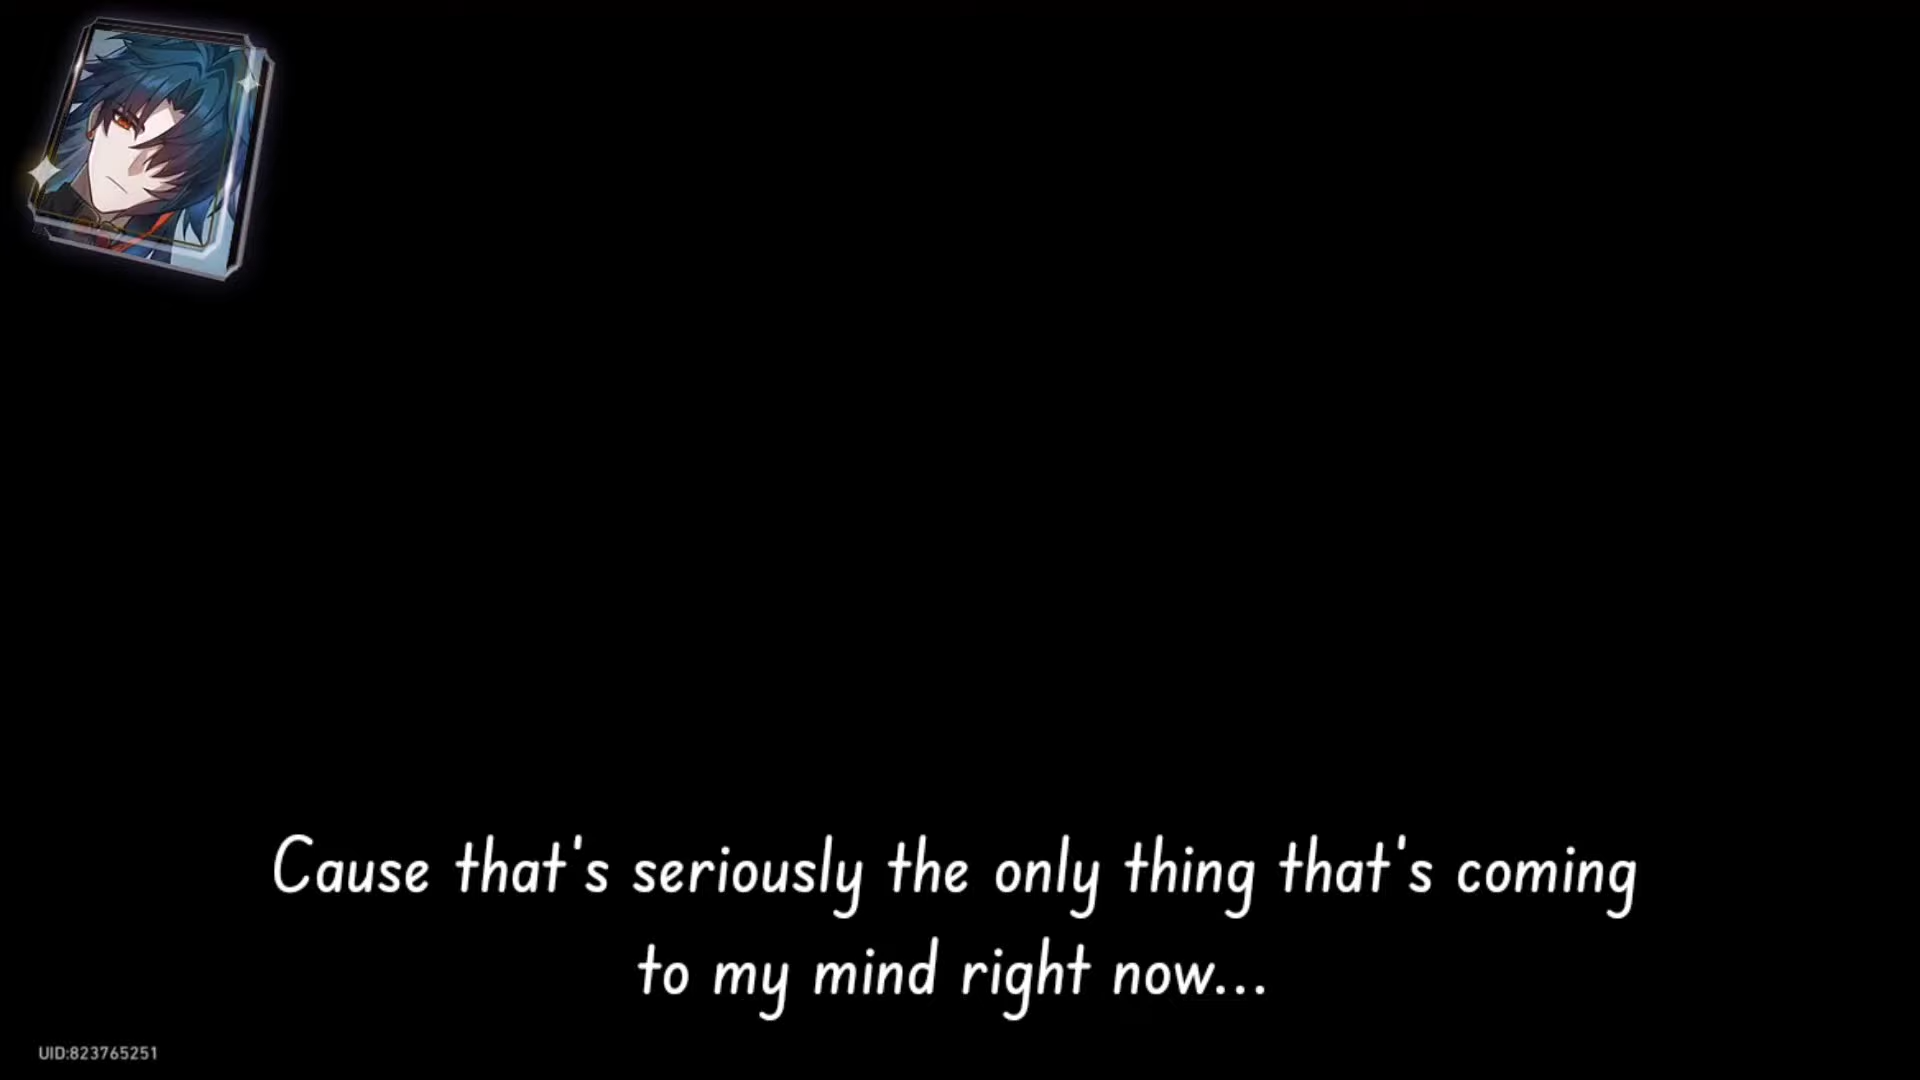 Cause that's seriously the only thing that's coming
to my mind right now...
UID:823765251